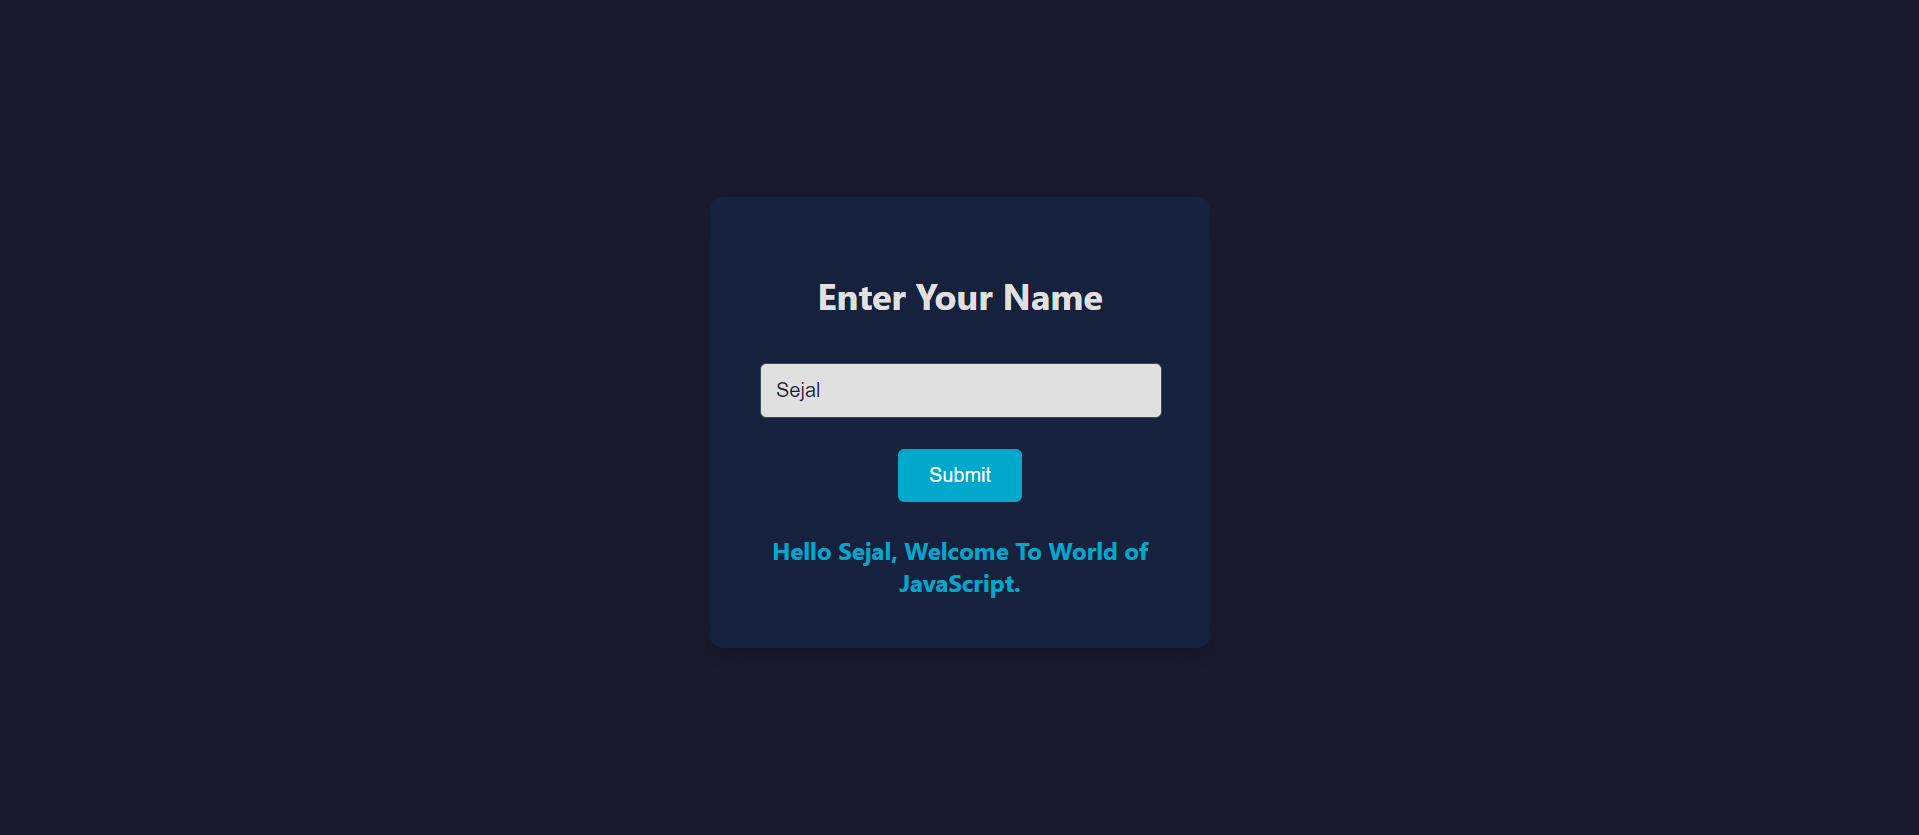 Enter Your Name
Sejal
Submit
Hello Sejal, Welcome To World of
JavaScript.